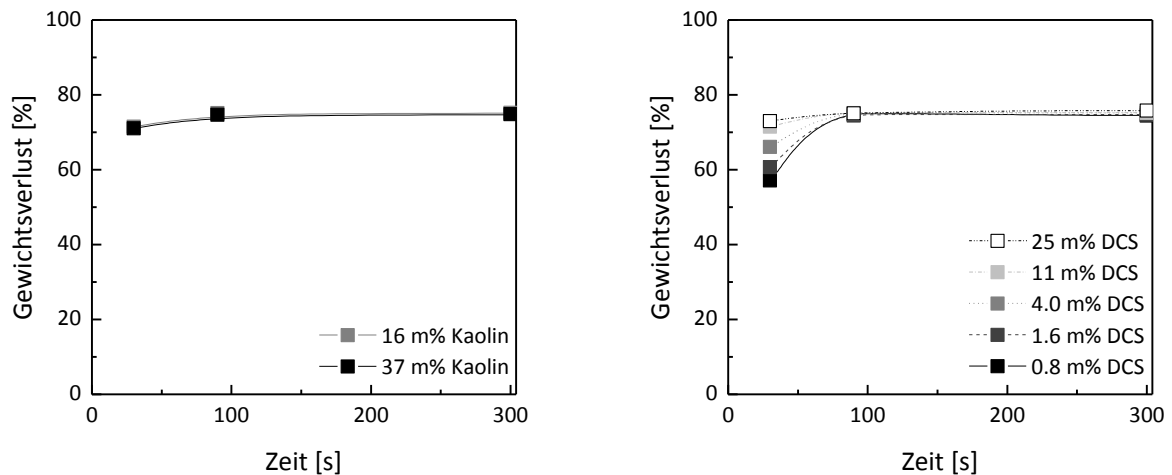 100
80
60
40
20
0
Gewichtsverlust [%]
16 m% Kaolin
37 m% Kaolin
0 100 200 300
Zeit [s]
100
80
60
40
20
0
Gewichtsverlust [%]
25 m% DCS
11 m% DCS
4.0 m% DCS
1.6 m% DCS
0.8 m% DCS
0 100 200 300
Zeit [s]